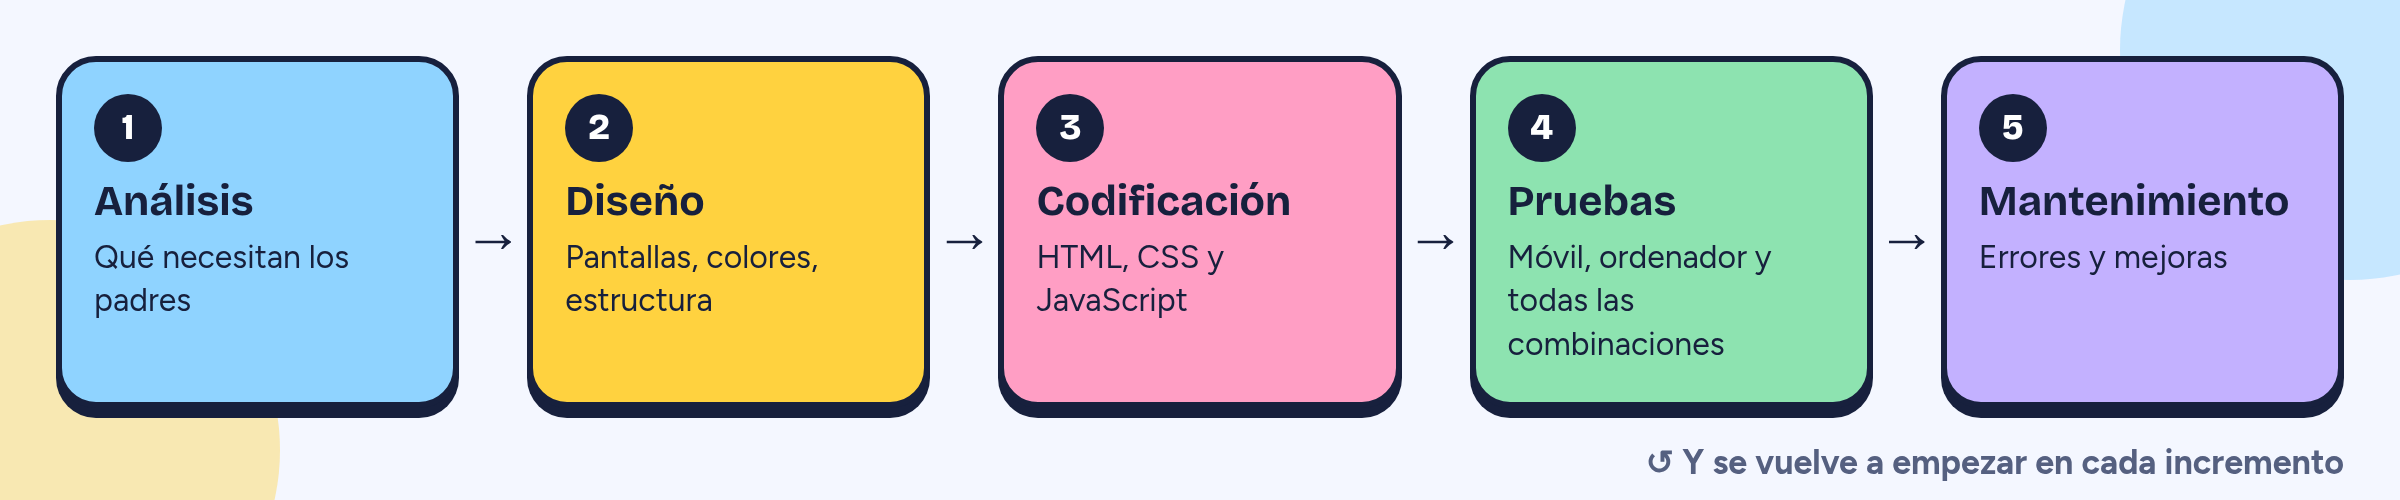 1
Análisis
Qué necesitan los
padres
→
2
Diseño
Pantallas, colores,
estructura
→
3
Codificación
HTML, CSS y
JavaScript
→
4
Pruebas
Móvil, ordenador y
todas las
combinaciones
→
5
Mantenimiento
Errores y mejoras
↺ Y se vuelve a empezar en cada incremento